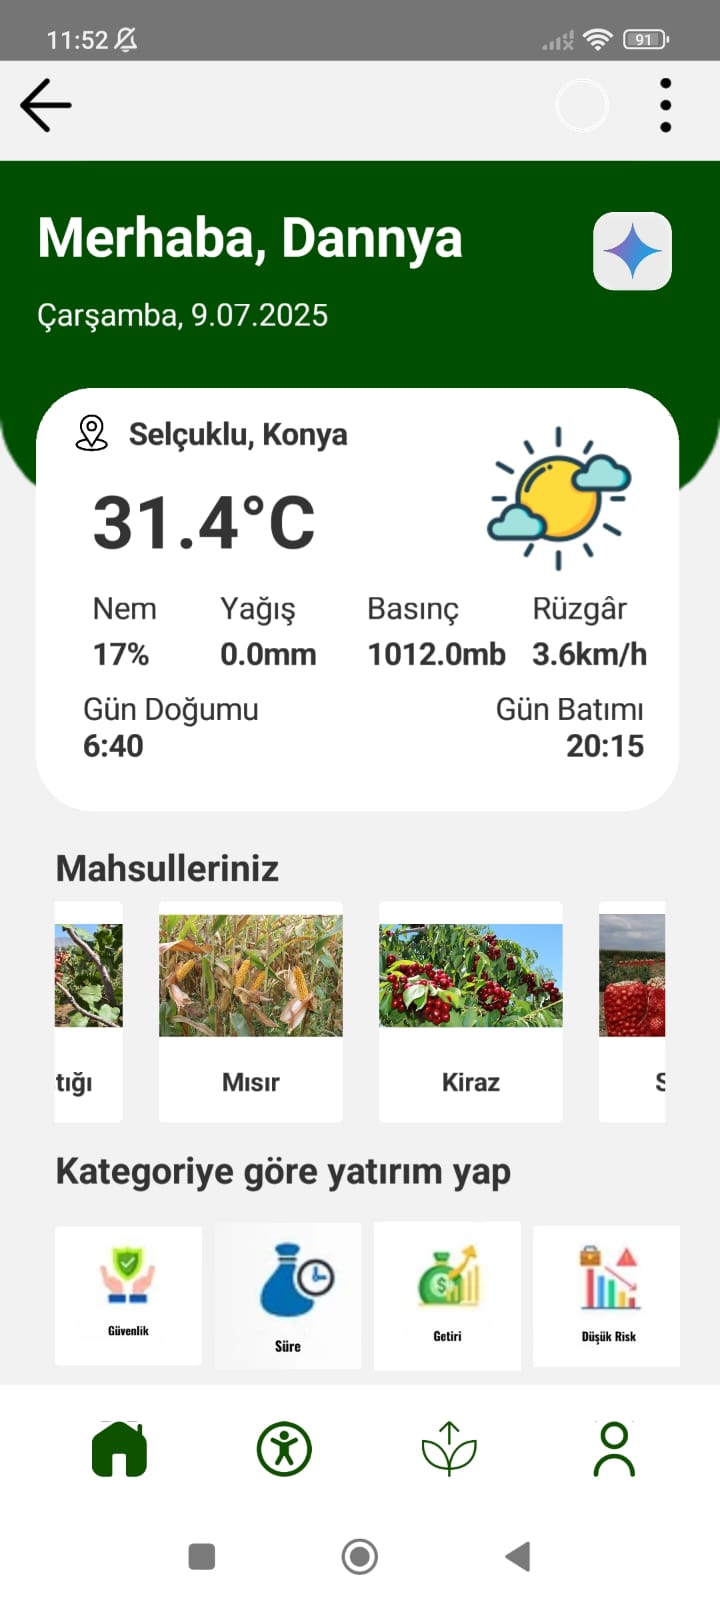 11:52
91
Merhaba, Dannya
Çarşamba, 9.07.2025
Selçuklu, Konya
31.4°C
Nem Yağış Basınç Rüzgâr
17% 0.0mm 1012.0mb 3.6km/h
Gün Doğumu Gün Batımı
6:40 20:15
Mahsulleriniz
tığı Mısır Kiraz S
Kategoriye göre yatırım yap
Güvenlik Süre Getiri Düşük Risk